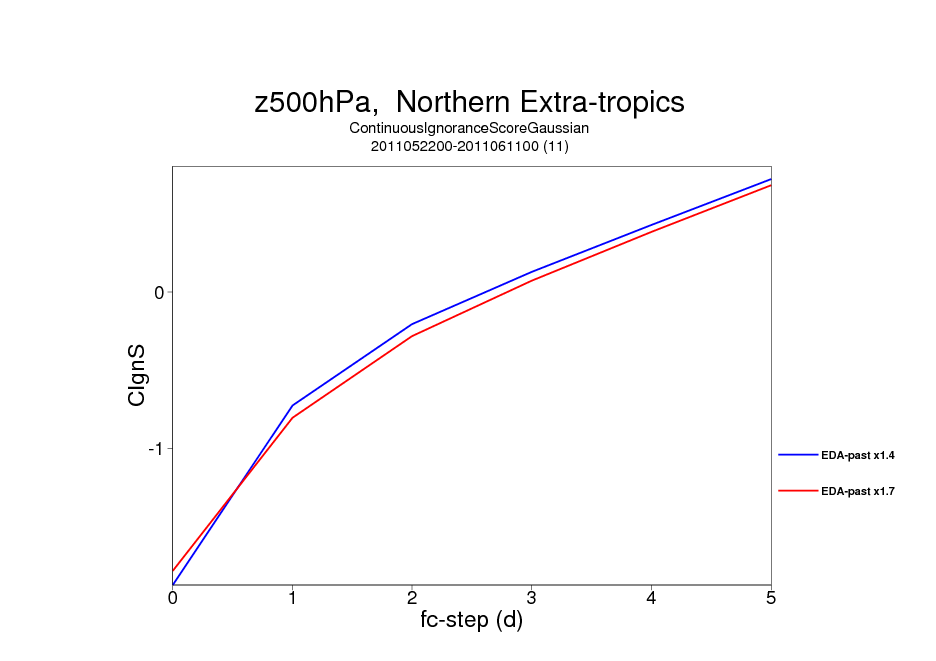 z500hPa,  Northern Extra-tropics
ContinuousIgnoranceScoreGaussian
2011052200-2011061100 (11)
0
CIgnS
-1
EDA-past x1.4
EDA-past x1.7
0 1 2 3 4 5
fc-step (d)